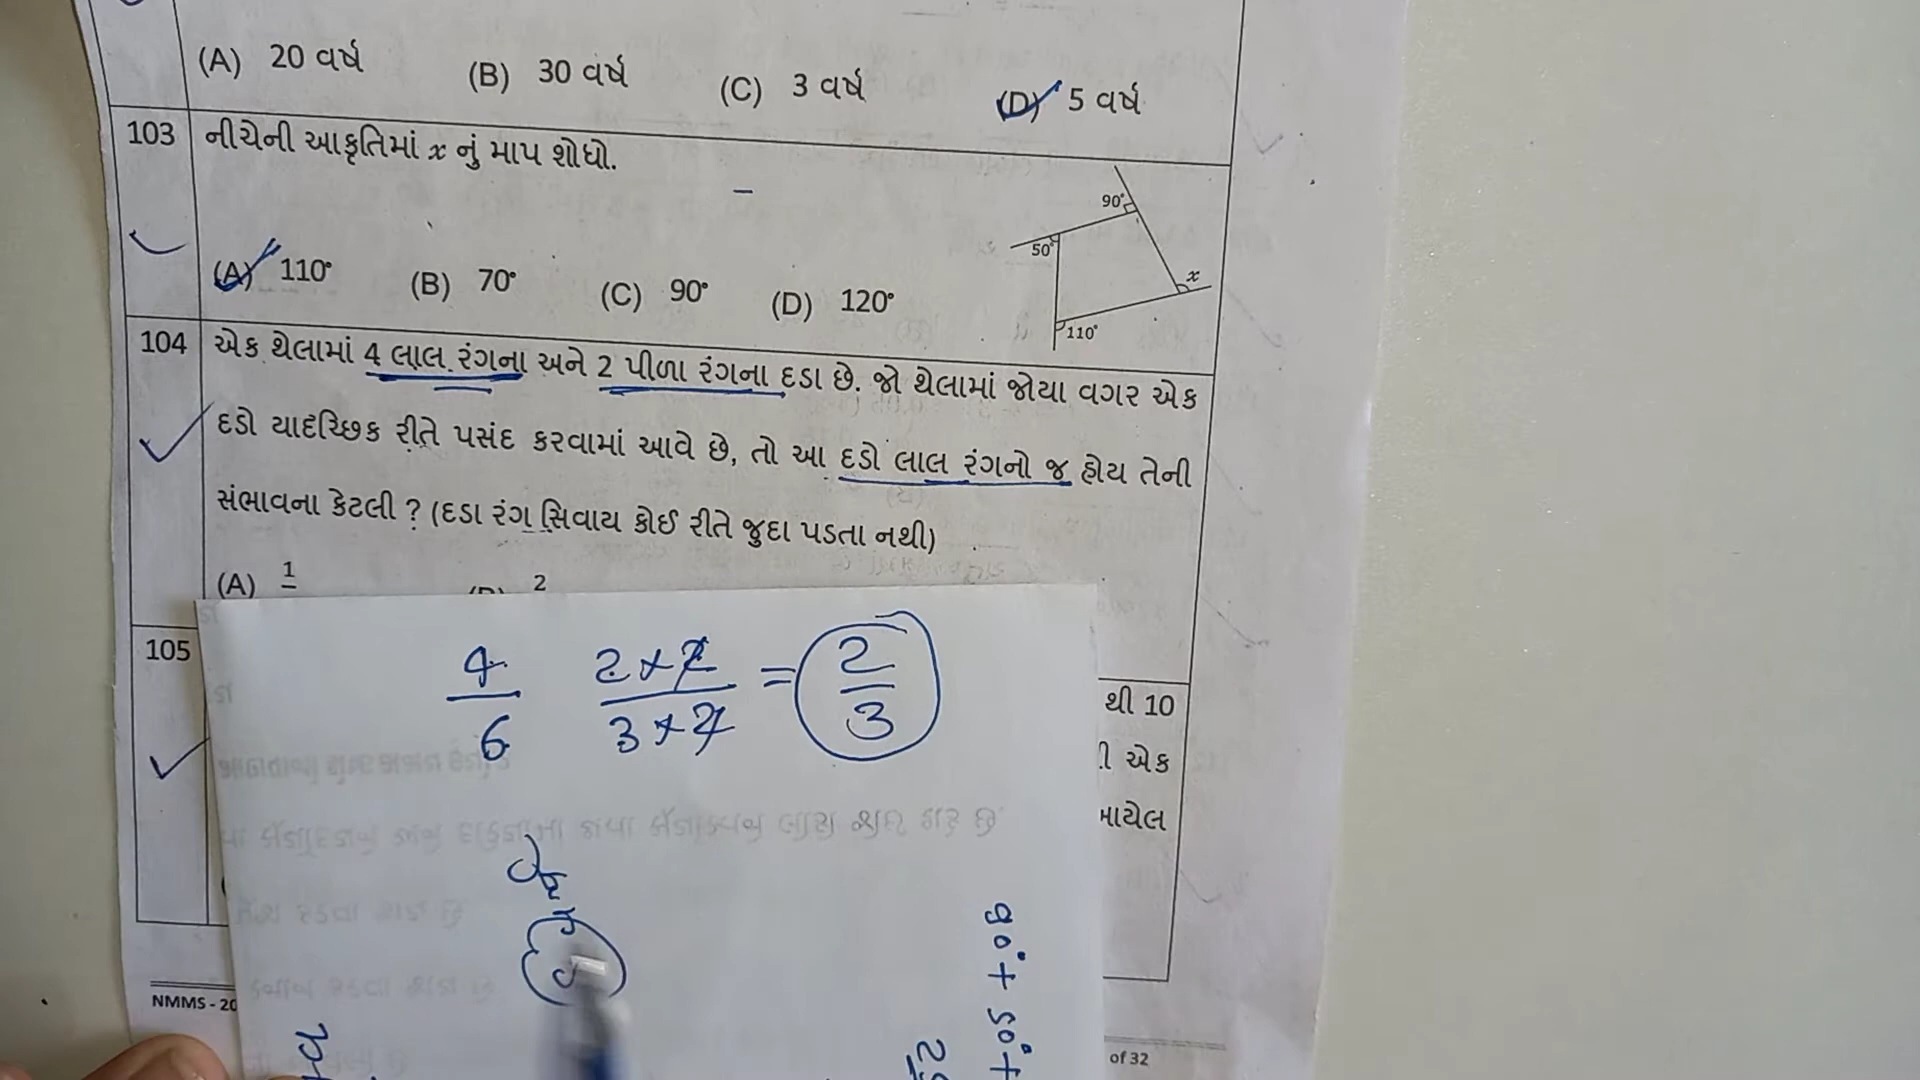 (A) 20 વર્ષ (B) 30 વર્ષ (C) 3 વર્ષ (D) 5 વર્ષ
103 નીચેની આકૃતિમાં x નું માપ શોધો.
90°
50°
x
110°
(A) 110° (B) 70° (C) 90° (D) 120°
104 એક થેલામાં 4 લાલ રંગના અને 2 પીળા રંગના દડા છે. જો થેલામાં જોયા વગર એક
દડો યાદૃચ્છિક રીતે પસંદ કરવામાં આવે છે, તો આ દડો લાલ રંગનો જ હોય તેની
સંભાવના કેટલી ? (દડા રંગ સિવાય કોઈ રીતે જુદા પડતા નથી)
(A) 1 2
4/6 2×2/3×2 = 2/3
105
થી 10
એક
માયેલ
90°+ 50°+
NMMS - 20
of 32